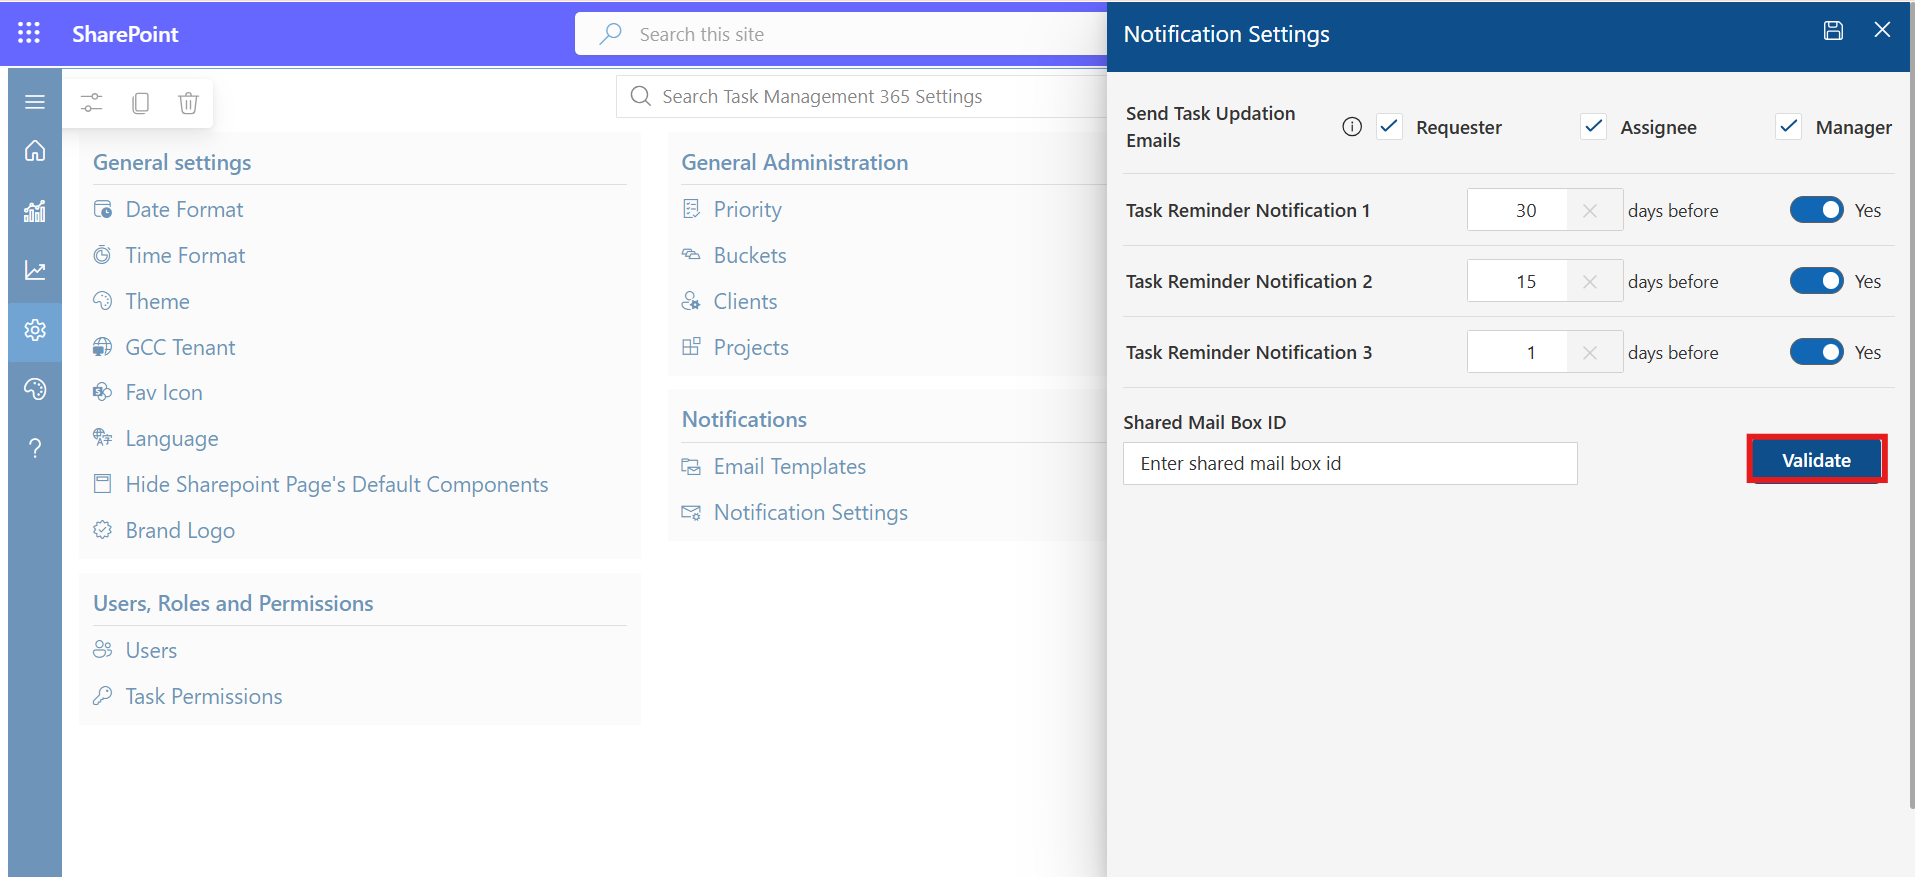 SharePoint
Search this site
Search Task Management 365 Settings
General settings
Date Format
Time Format
Theme
GCC Tenant
Fav Icon
Language
Hide Sharepoint Page's Default Components
Brand Logo
Users, Roles and Permissions
Users
Task Permissions
General Administration
Priority
Buckets
Clients
Projects
Notifications
Email Templates
Notification Settings
Notification Settings
Send Task Updation
Emails
Requester
Assignee
Manager
Task Reminder Notification 1 30 days before Yes
Task Reminder Notification 2 15 days before Yes
Task Reminder Notification 3 1 days before Yes
Shared Mail Box ID
Enter shared mail box id
Validate